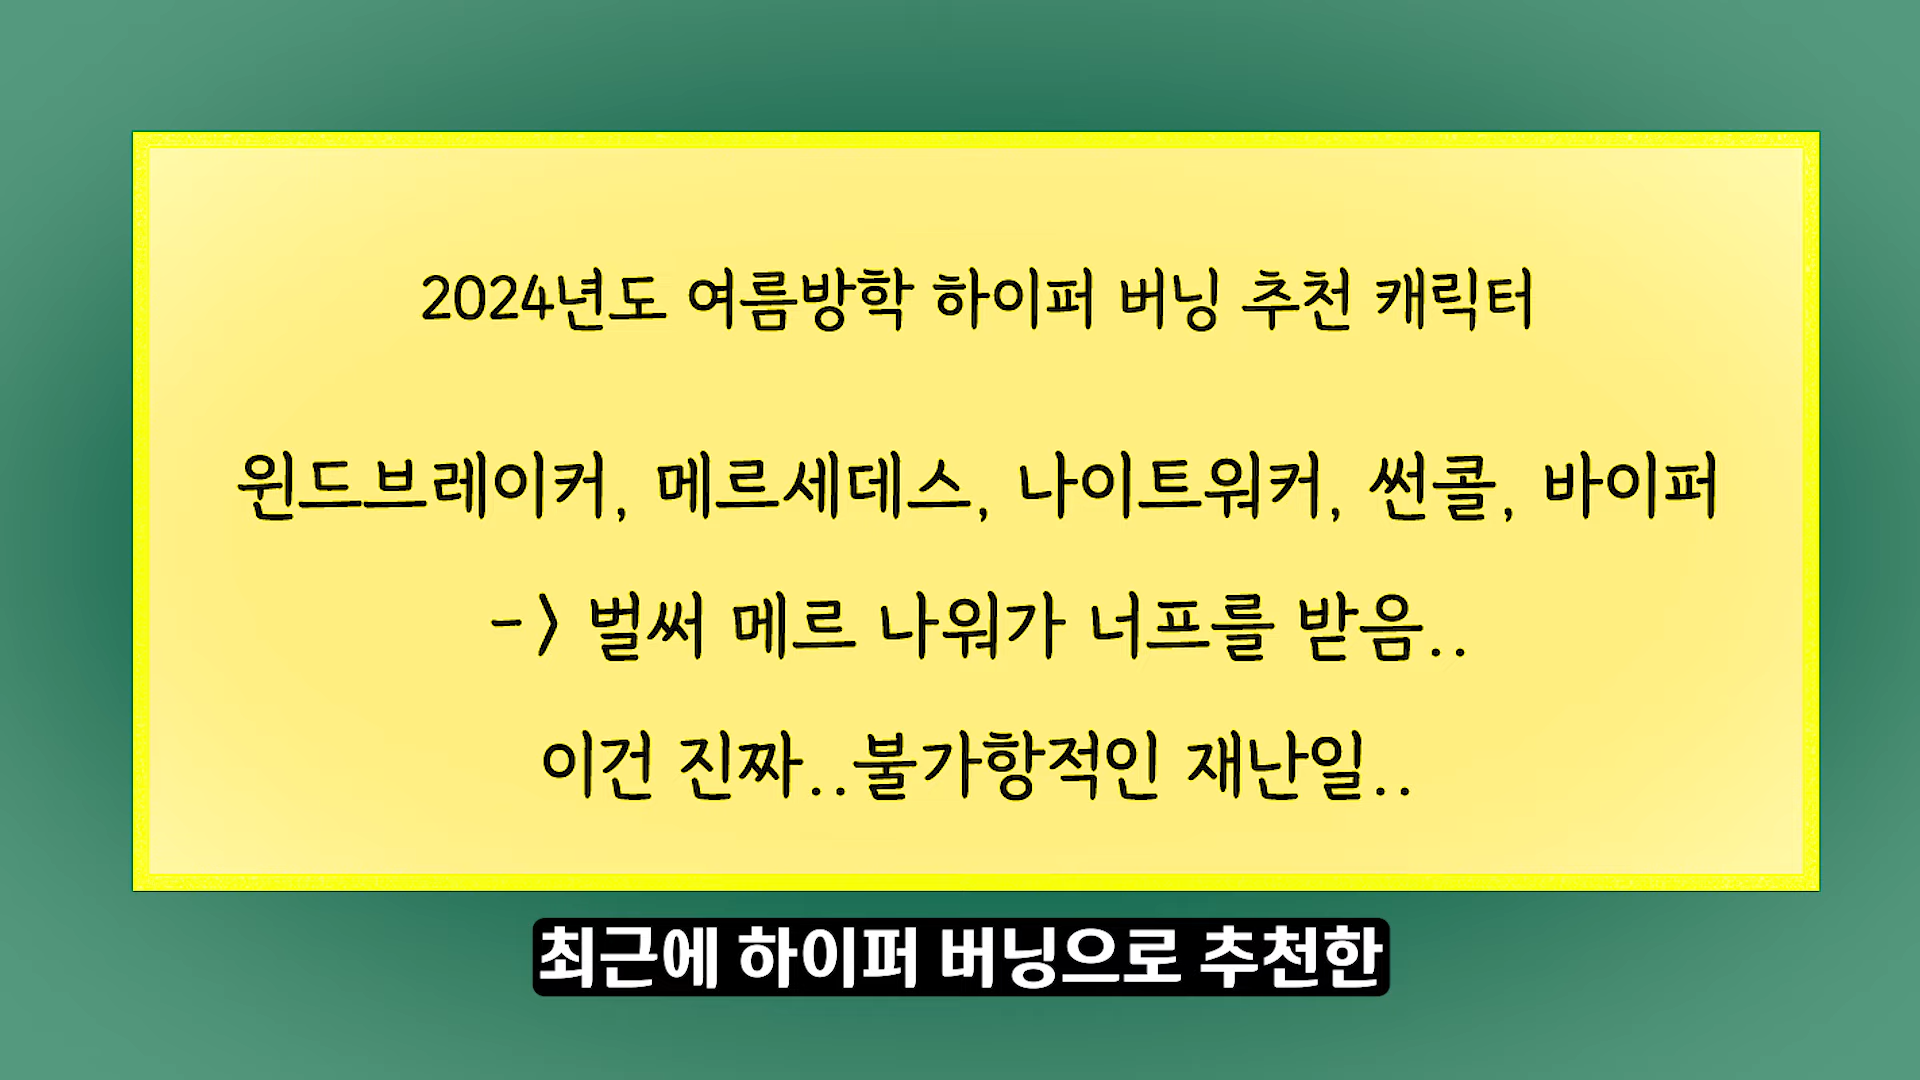 2024년도 여름방학 하이퍼 버닝 추천 캐릭터
윈드브레이커, 메르세데스, 나이트워커, 썬콜, 바이퍼
-> 벌써 메르 나워가 너프를 받음..
이건 진짜..불가항적인 재난일..
최근에 하이퍼 버닝으로 추천한